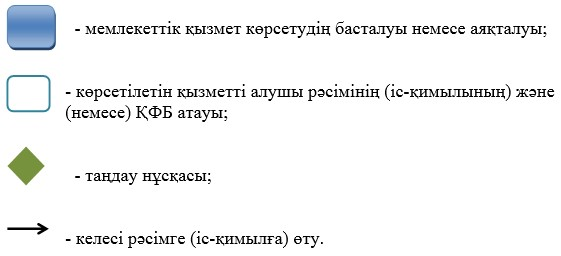 - мемлекеттік қызмет көрсетудің басталуы немесе аяқталуы;
- көрсетілетін қызметті алушы рәсімінің (іс-қимылының) және
(немесе) ҚФБ атауы;
- таңдау нұсқасы;
- келесі рәсімге (іс-қимылға) өту.